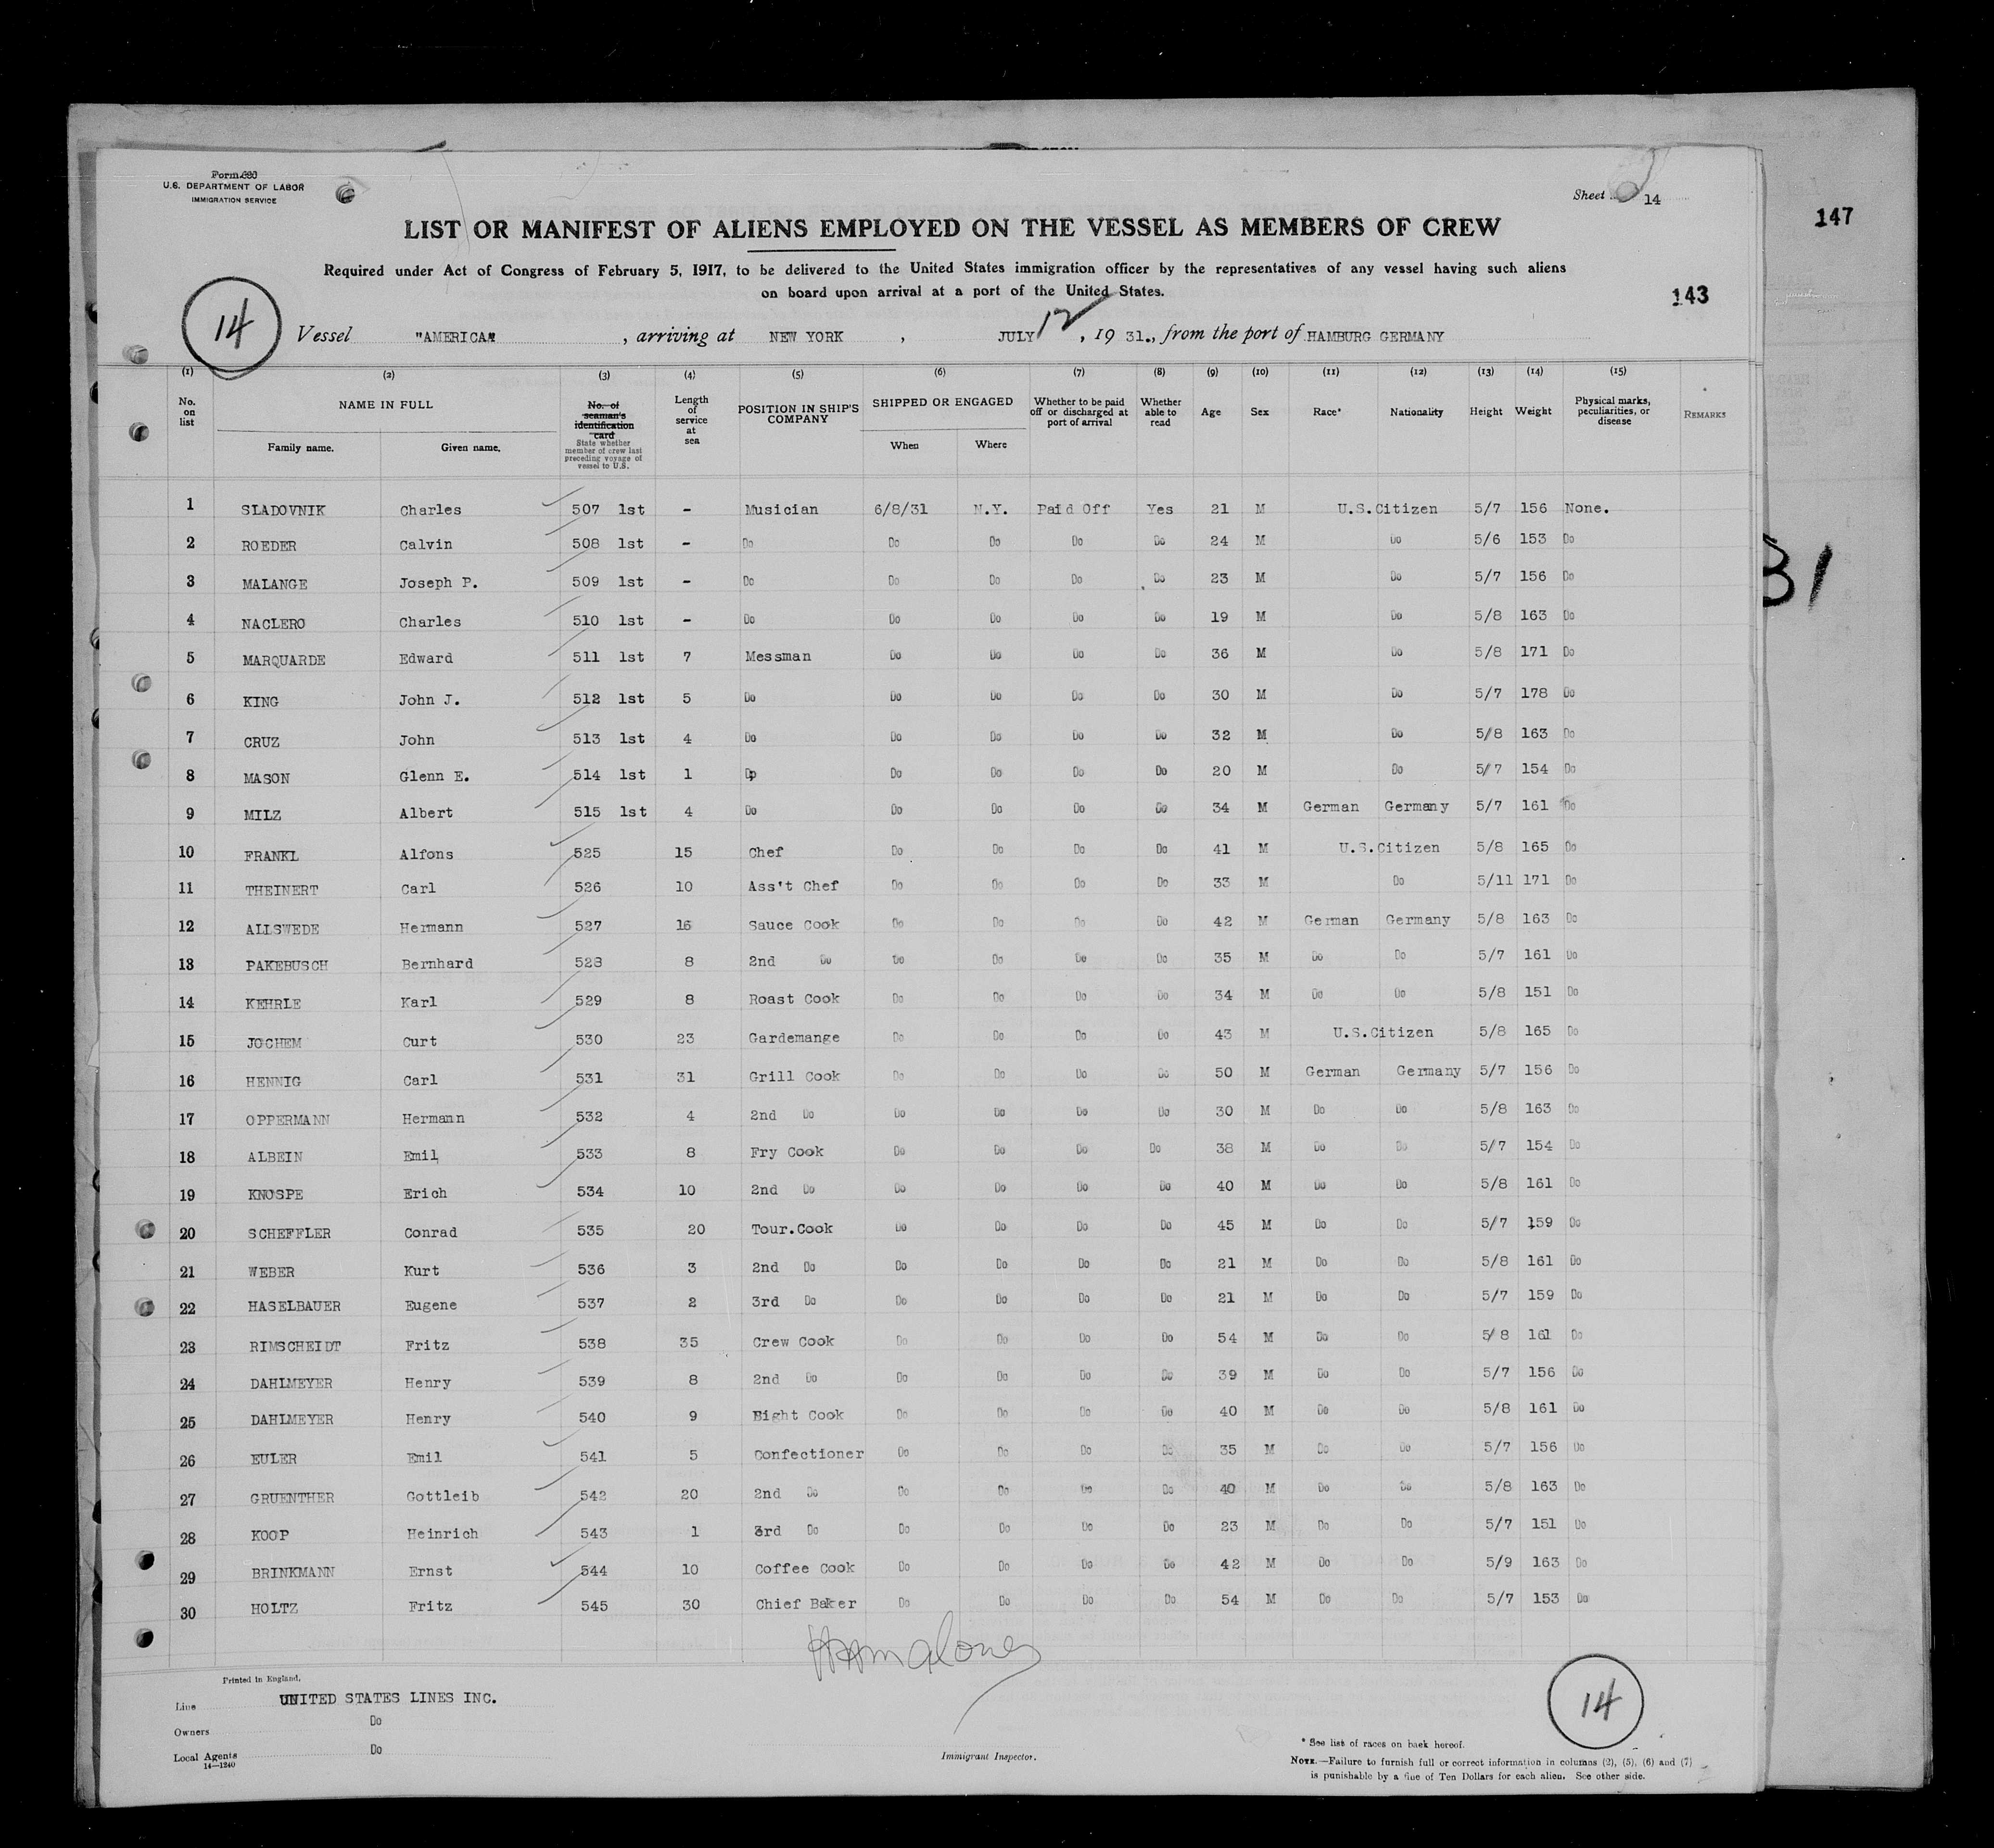 Form 680
U.S. DEPARTMENT OF LABOR
IMMIGRATION SERVICE
Sheet 14
147
LIST OR MANIFEST OF ALIENS EMPLOYED ON THE VESSEL AS MEMBERS OF CREW
Required under Act of Congress of February 5, 1917, to be delivered to the United States immigration officer by the representatives of any vessel having such aliens
on board upon arrival at a port of the United States.
143
14
Vessel "AMERICA" , arriving at NEW YORK , JULY 12 , 19 31., from the port of HAMBURG GERMANY
(1) (2) (3) (4) (5) (6) (7) (8) (9) (10) (11) (12) (13) (14) (15)
No. on list NAME IN FULL Family name. Given name. No. of seaman's identification card State whether member of crew last preceding voyage of vessel to U.S. Length of service at sea POSITION IN SHIP'S COMPANY SHIPPED OR ENGAGED When Where Whether to be paid off or discharged at port of arrival Whether able to read Age Sex Race* Nationality Height Weight Physical marks, peculiarities, or disease REMARKS
1 SLADOVNIK Charles 507 1st - Musician 6/8/31 N.Y. Paid Off Yes 21 M U.S.Citizen 5/7 156 None.
2 ROEDER Calvin 508 1st - Do Do Do Do Do 24 M Do 5/6 153 Do
3 MALANGE Joseph P. 509 1st - Do Do Do Do Do 23 M Do 5/7 156 Do
4 NACLERO Charles 510 1st - Do Do Do Do Do 19 M Do 5/8 163 Do
5 MARQUARDE Edward 511 1st 7 Messman Do Do Do Do 36 M Do 5/8 171 Do
6 KING John J. 512 1st 5 Do Do Do Do Do 30 M Do 5/7 178 Do
7 CRUZ John 513 1st 4 Do Do Do Do Do 32 M Do 5/8 163 Do
8 MASON Glenn E. 514 1st 1 Do Do Do Do Do 20 M Do 5/7 154 Do
9 MILZ Albert 515 1st 4 Do Do Do Do Do 34 M German Germany 5/7 161 Do
10 FRANKL Alfons 525 15 Chef Do Do Do Do 41 M U.S.Citizen 5/8 165 Do
11 THEINERT Carl 526 10 Ass't Chef Do Do Do Do 33 M Do 5/11 171 Do
12 ALLSWEDE Hermann 527 16 Sauce Cook Do Do Do Do 42 M German Germany 5/8 163 Do
13 PAKEBUSCH Bernhard 528 8 2nd Do Do Do Do Do 35 M Do Do 5/7 161 Do
14 KEHRLE Karl 529 8 Roast Cook Do Do Do Do 34 M Do Do 5/8 151 Do
15 JOCHEM Curt 530 23 Gardemange Do Do Do Do 43 M U.S.Citizen 5/8 165 Do
16 HENNIG Carl 531 31 Grill Cook Do Do Do Do 50 M German Germany 5/7 156 Do
17 OPPERMANN Hermann 532 4 2nd Do Do Do Do Do 30 M Do Do 5/8 163 Do
18 ALBEIN Emil 533 8 Fry Cook Do Do Do Do 38 M Do Do 5/7 154 Do
19 KNOSPE Erich 534 10 2nd Do Do Do Do Do 40 M Do Do 5/8 161 Do
20 SCHEFFLER Conrad 535 20 Tour.Cook Do Do Do Do 45 M Do Do 5/7 159 Do
21 WEBER Kurt 536 3 2nd Do Do Do Do Do 21 M Do Do 5/8 161 Do
22 HASELBAUER Eugene 537 2 3rd Do Do Do Do Do 21 M Do Do 5/7 159 Do
23 RIMSCHEIDT Fritz 538 35 Crew Cook Do Do Do Do 54 M Do Do 5/8 161 Do
24 DAHLMEYER Henry 539 8 2nd Do Do Do Do Do 39 M Do Do 5/7 156 Do
25 DAHLMEYER Henry 540 9 Eight Cook Do Do Do Do 40 M Do Do 5/8 161 Do
26 EULER Emil 541 5 Confectioner Do Do Do Do 35 M Do Do 5/7 156 Do
27 GRUENTHER Gottleib 542 20 2nd Do Do Do Do Do 40 M Do Do 5/8 163 Do
28 KOOP Heinrich 543 1 3rd Do Do Do Do Do 23 M Do Do 5/7 151 Do
29 BRINKMANN Ernst 544 10 Coffee Cook Do Do Do Do 42 M Do Do 5/9 163 Do
30 HOLTZ Fritz 545 30 Chief Baker Do Do Do Do 54 M Do Do 5/7 153 Do
Printed in England.
Line UNITED STATES LINES INC.
Owners Do
Local Agents Do
14—1240
Immigrant Inspector.
14
* See list of races on back hereof.
NOTE.—Failure to furnish full or correct information in columns (2), (5), (6) and (7)
is punishable by a fine of Ten Dollars for each alien. See other side.
31